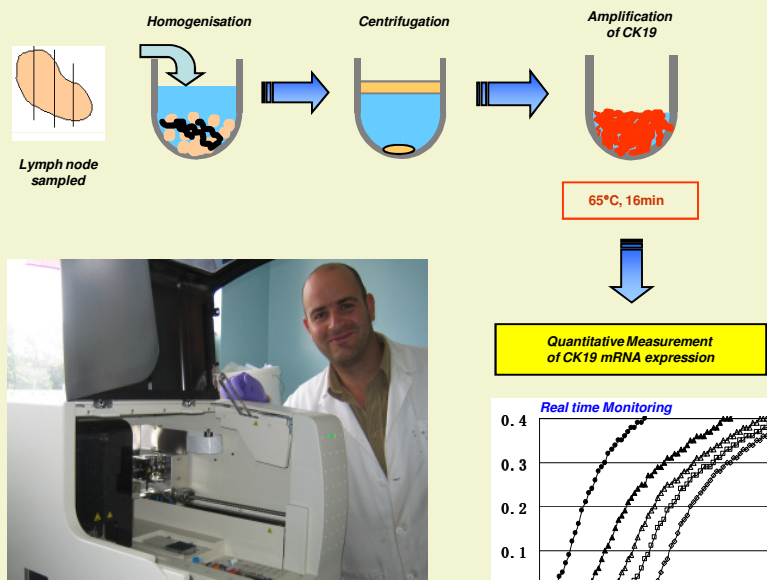 Homogenisation
Centrifugation
Amplification
of CK19
Lymph node
sampled
65°C, 16min
Quantitative Measurement
of CK19 mRNA expression
Real time Monitoring
0.4
0.3
0.2
0.1